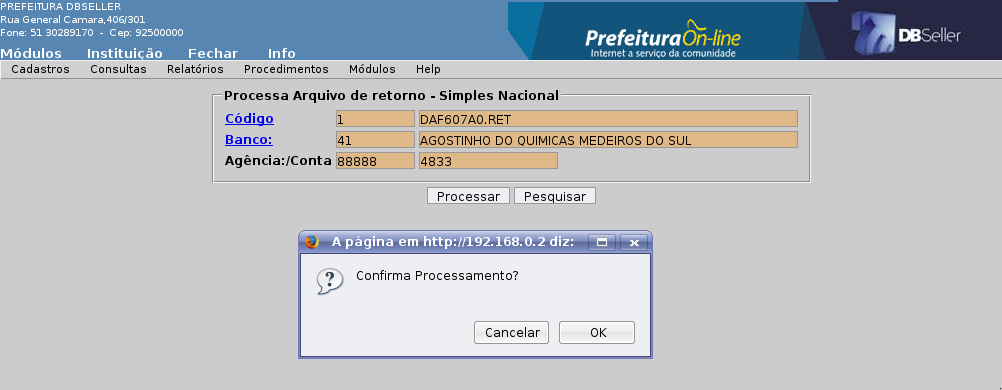 PREFEITURA DBSELLER
Rua General Camara,406/301
Fone: 51 30289170 - Cep: 92500000
Módulos Instituição Fechar Info
PrefeituraOn-line
Internet a serviço da comunidade
DBSeller
Cadastros Consultas Relatórios Procedimentos Módulos Help
Processa Arquivo de retorno - Simples Nacional
Código 1 DAF607A0.RET
Banco: 41 AGOSTINHO DO QUIMICAS MEDEIROS DO SUL
Agência:/Conta 88888 4833
Processar Pesquisar
A página em http://192.168.0.2 diz:
Confirma Processamento?
Cancelar OK